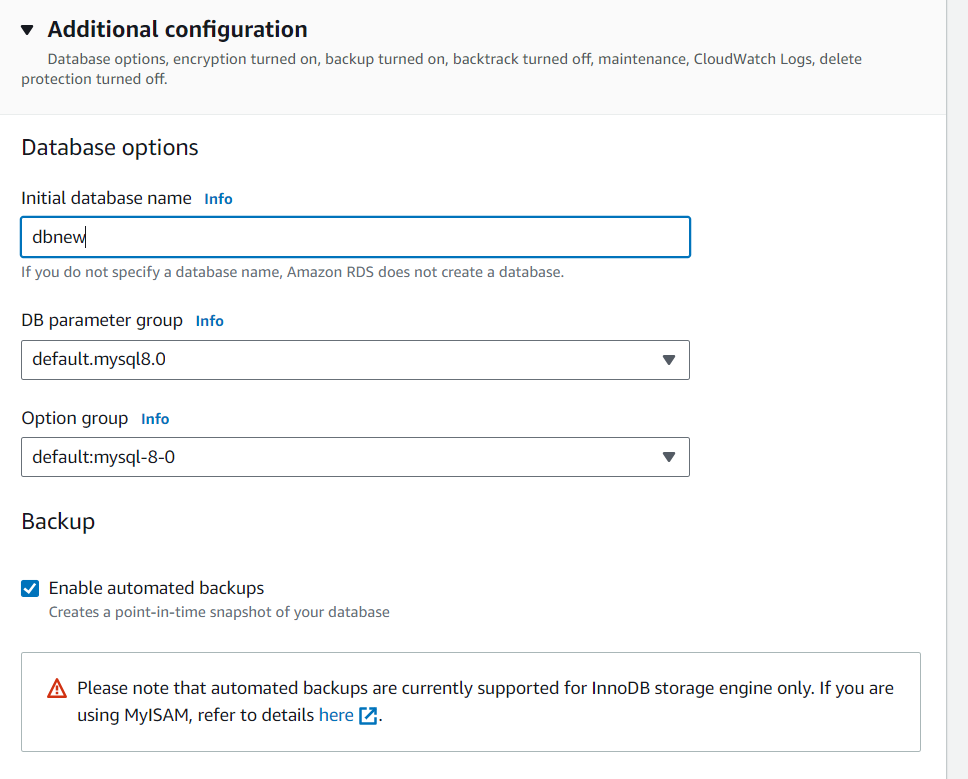 Additional configuration
Database options, encryption turned on, backup turned on, backtrack turned off, maintenance, CloudWatch Logs, delete
protection turned off.
Database options
Initial database name Info
dbnew
If you do not specify a database name, Amazon RDS does not create a database.
DB parameter group Info
default.mysql8.0
Option group Info
default:mysql-8-0
Backup
Enable automated backups
Creates a point-in-time snapshot of your database
Please note that automated backups are currently supported for InnoDB storage engine only. If you are
using MyISAM, refer to details here.